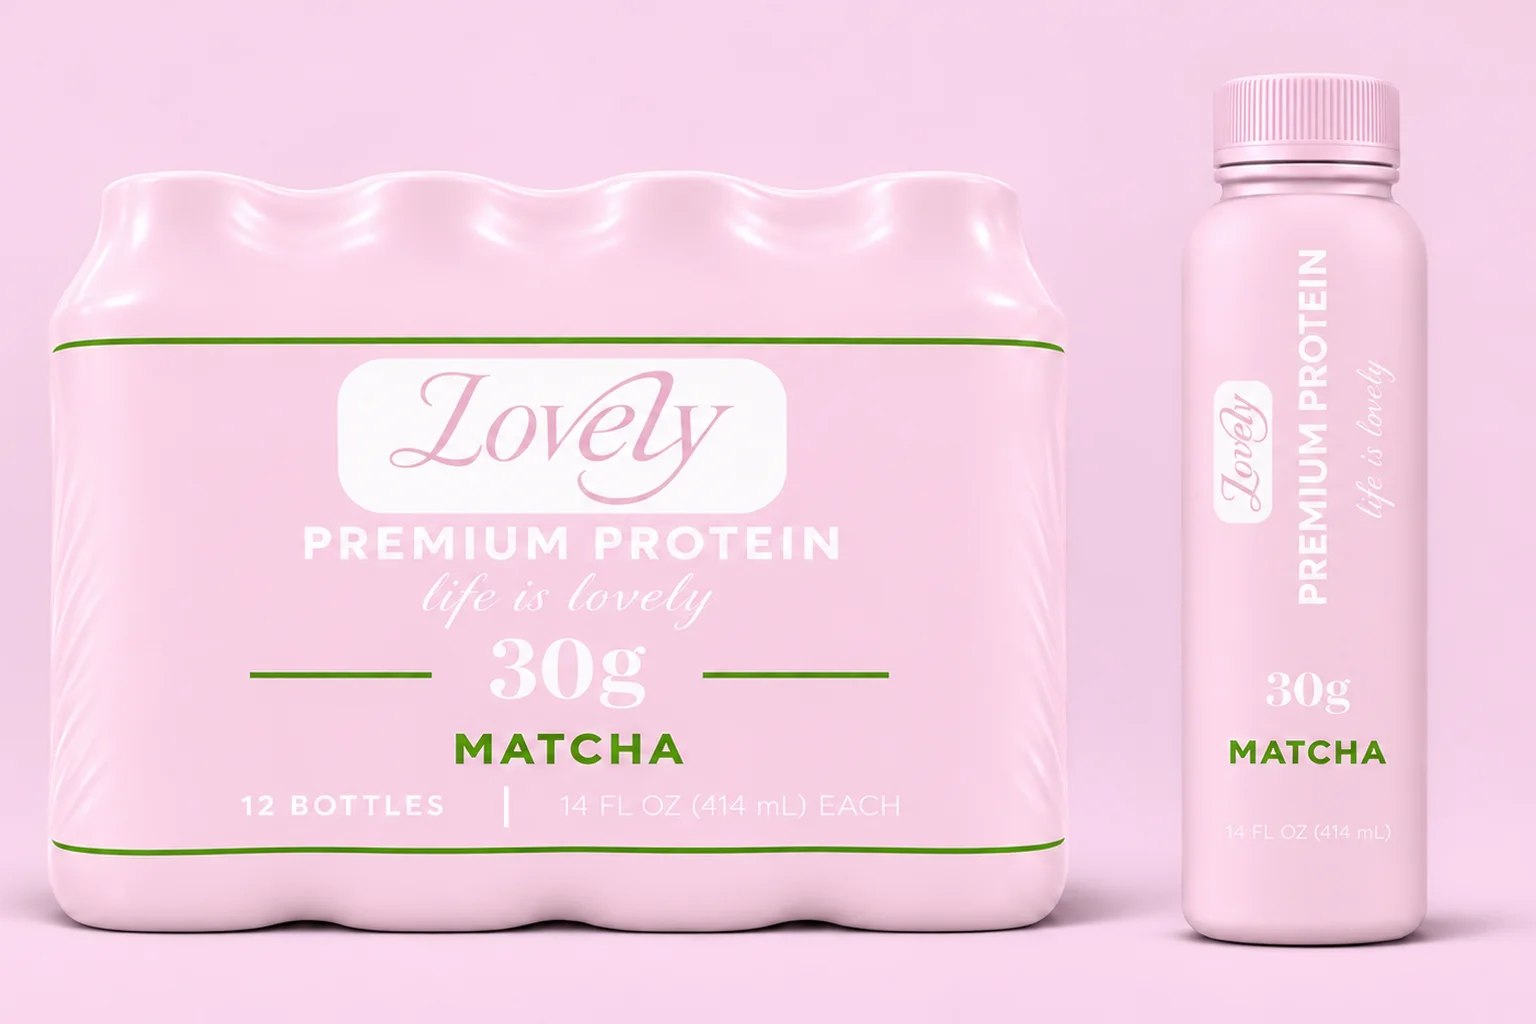 Lovely
PREMIUM PROTEIN
life is lovely
30g
MATCHA
12 BOTTLES | 14 FL OZ (414 mL) EACH
Lovely
PREMIUM PROTEIN
life is lovely
30g
MATCHA
14 FL OZ (414 mL)